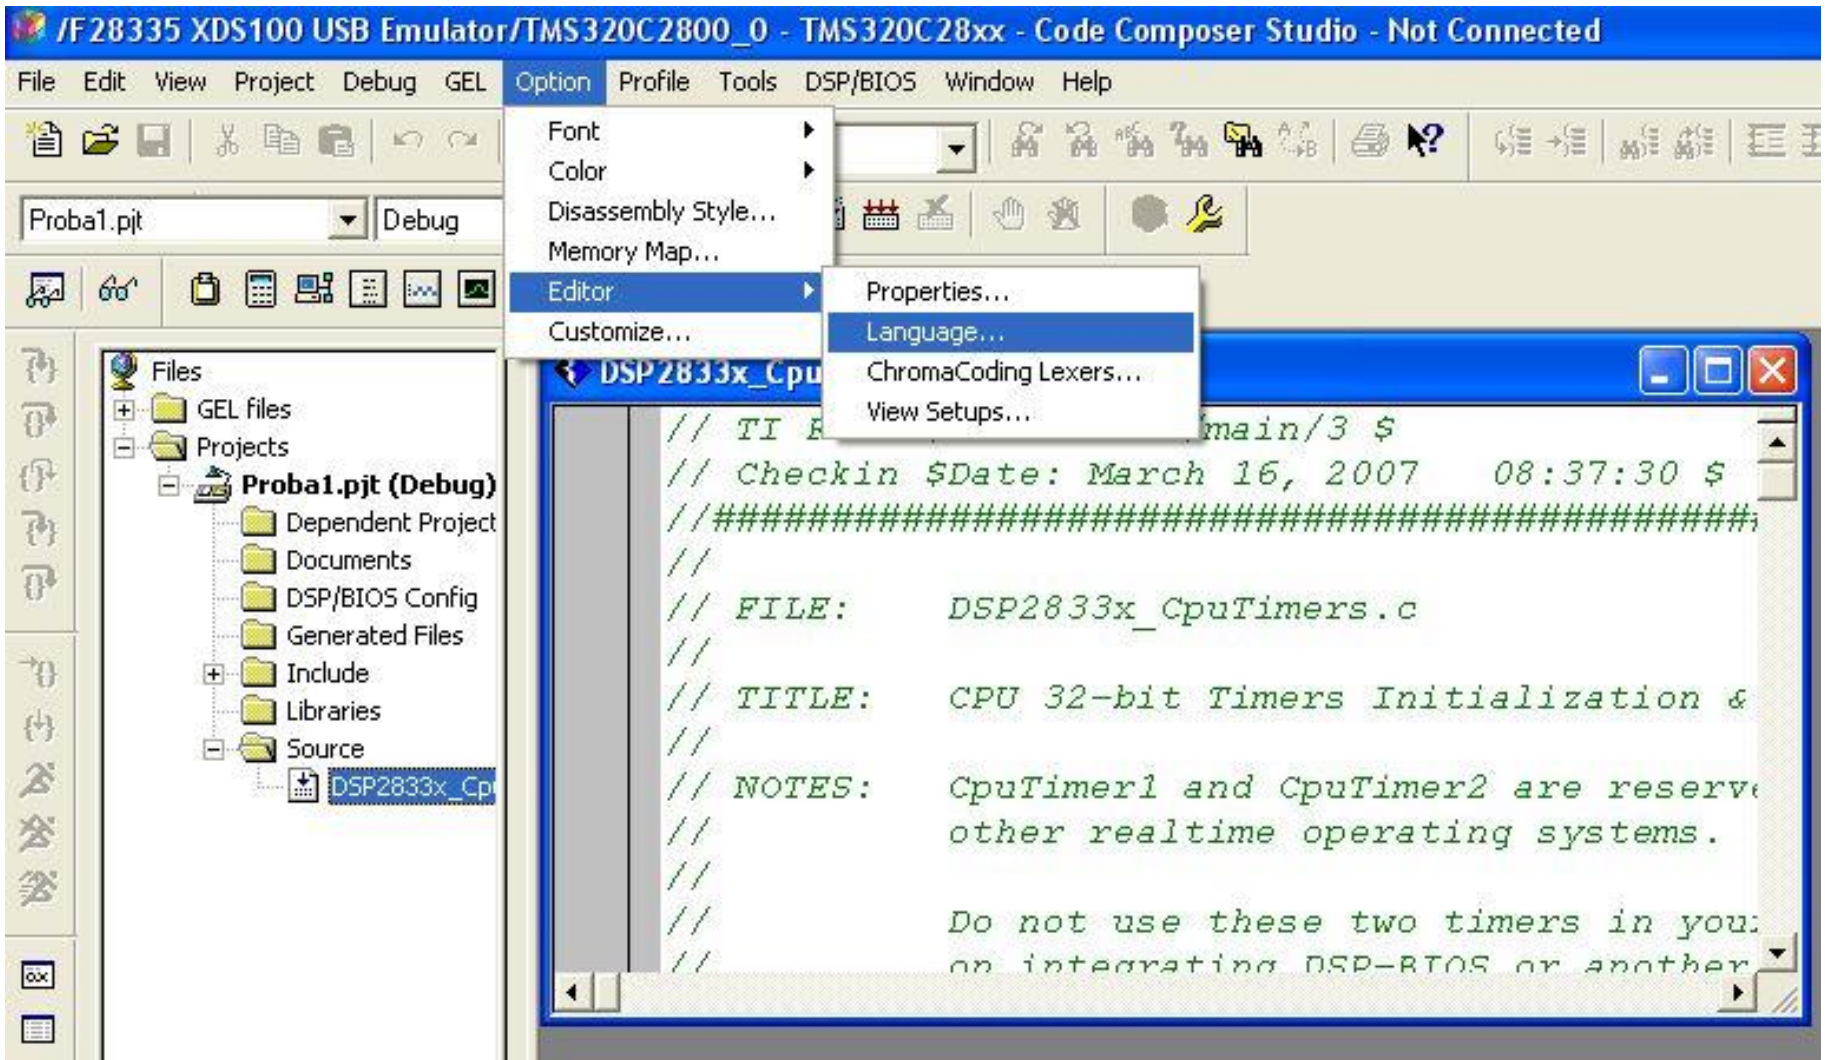 /F28335 XDS100 USB Emulator/TMS320C2800_0 - TMS320C28xx - Code Composer Studio - Not Connected
File Edit View Project Debug GEL Option Profile Tools DSP/BIOS Window Help
Font
Color
Disassembly Style...
Memory Map...
Editor
Customize...
Properties...
Language...
ChromaCoding Lexers...
View Setups...
Proba1.pjt
Debug
Files
GEL files
Projects
Proba1.pjt (Debug)
Dependent Project
Documents
DSP/BIOS Config
Generated Files
Include
Libraries
Source
DSP2833x_Cp
DSP2833x_Cpu
// TI main/3 $
// Checkin $Date: March 16, 2007 08:37:30 $
//#############################################
//
// FILE: DSP2833x_CpuTimers.c
//
// TITLE: CPU 32-bit Timers Initialization &
//
// NOTES: CpuTimer1 and CpuTimer2 are reserve
// other realtime operating systems.
//
// Do not use these two timers in your
// on integrating DSP-BIOS or another